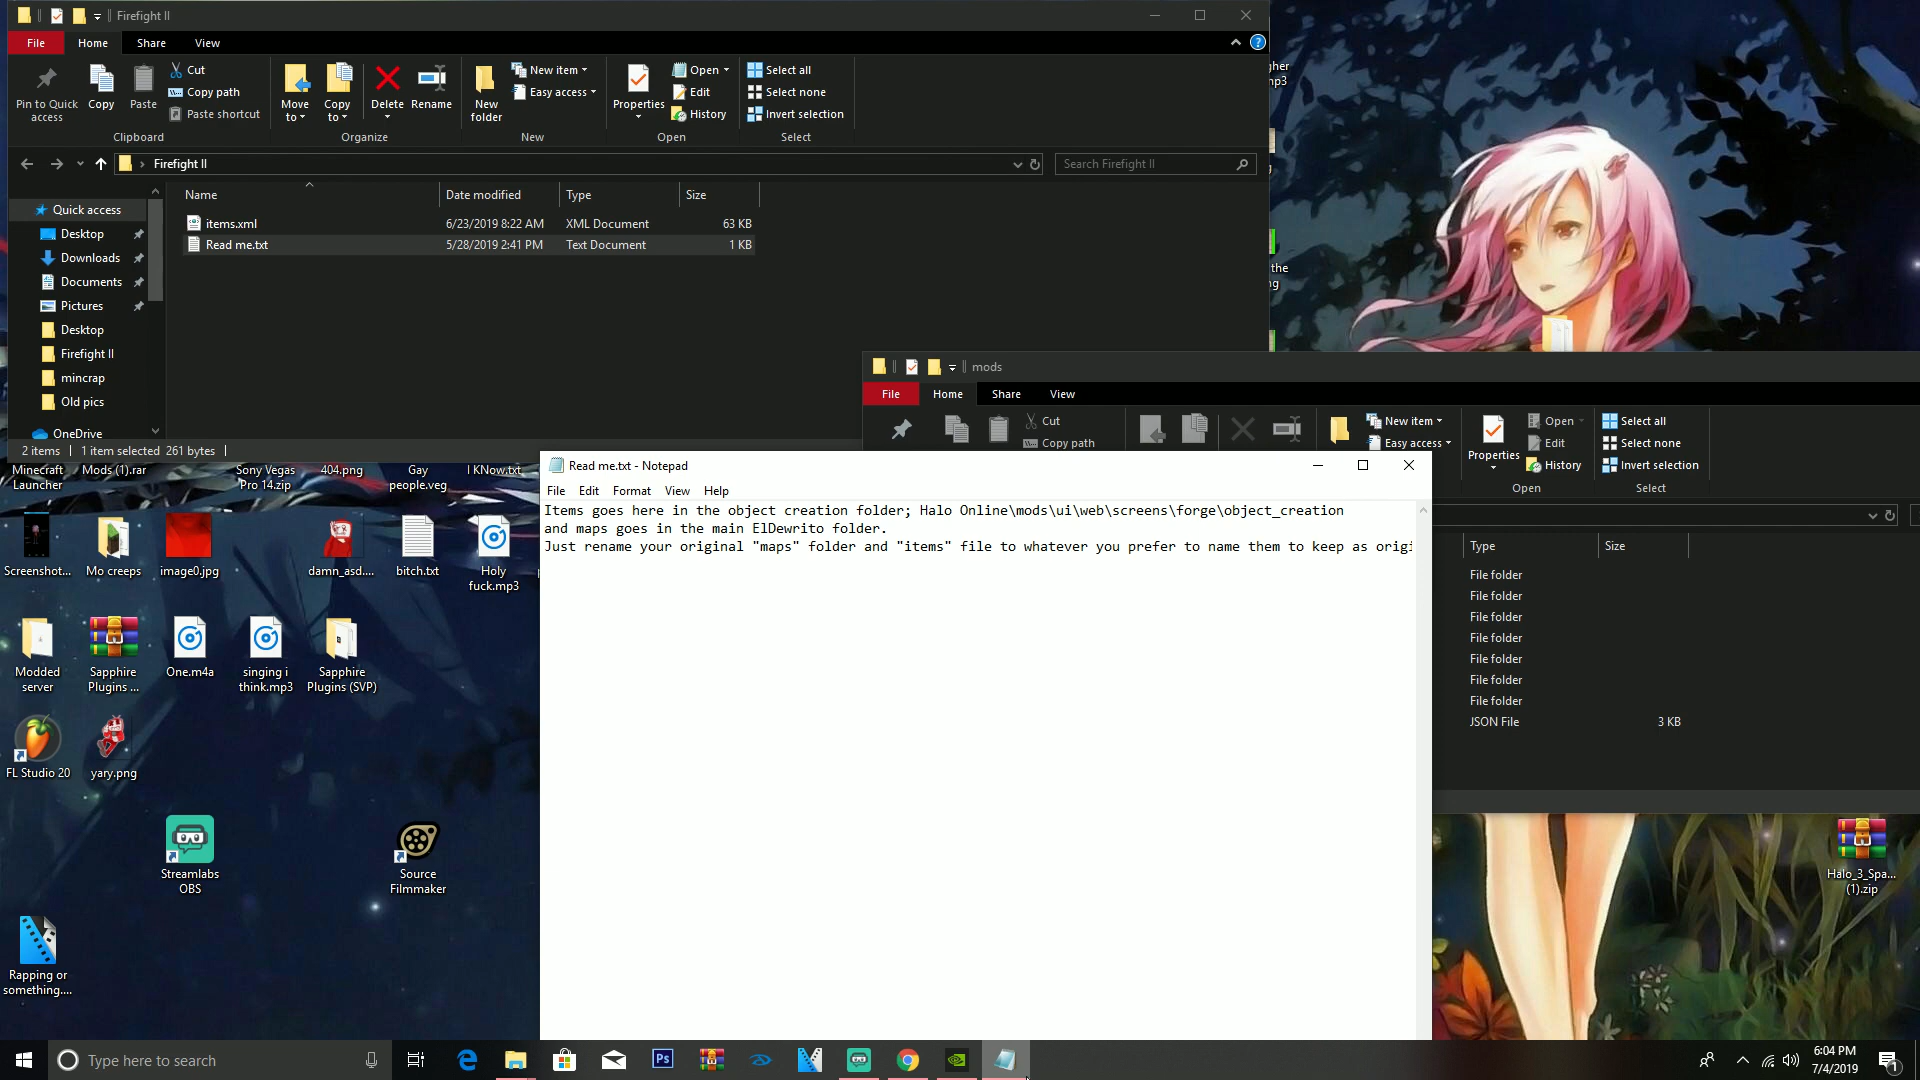 Firefight II
File Home Share View
Pin to Quick access
Copy
Paste
Cut
Copy path
Paste shortcut
Clipboard
Move to
Copy to
Delete
Rename
Organize
New folder
New item
Easy access
New
Properties
Open
Edit
History
Open
Select all
Select none
Invert selection
Select
Firefight II
Search Firefight II
Name Date modified Type Size
items.xml 6/23/2019 8:22 AM XML Document 63 KB
Read me.txt 5/28/2019 2:41 PM Text Document 1 KB
Quick access
Desktop
Downloads
Documents
Pictures
Desktop
Firefight II
mincrap
Old pics
OneDrive
2 items 1 item selected 261 bytes
mods
File Home Share View
Cut
Copy path
New item
Easy access
Properties
Open
Edit
History
Open
Select all
Select none
Invert selection
Select
Type Size
File folder
File folder
File folder
File folder
File folder
File folder
File folder
JSON File 3 KB
Read me.txt - Notepad
File Edit Format View Help
Items goes here in the object creation folder; Halo Online\mods\ui\web\screens\forge\object_creation
and maps goes in the main ElDewrito folder.
Just rename your original "maps" folder and "items" file to whatever you prefer to name them to keep as origi
Minecraft Launcher
Mods (1).rar
Sony Vegas Pro 14.zip
404.png
Gay people.veg
I KNow.txt
Screenshot...
Mo creeps
image0.jpg
damn_asd....
bitch.txt
Holy fuck.mp3
Modded server
Sapphire Plugins ...
One.m4a
singing i think.mp3
Sapphire Plugins (SVP)
FL Studio 20
yary.png
Streamlabs OBS
Source Filmmaker
Rapping or something....
Halo_3_Spa... (1).zip
Type here to search
Ps
6:04 PM
7/4/2019
1